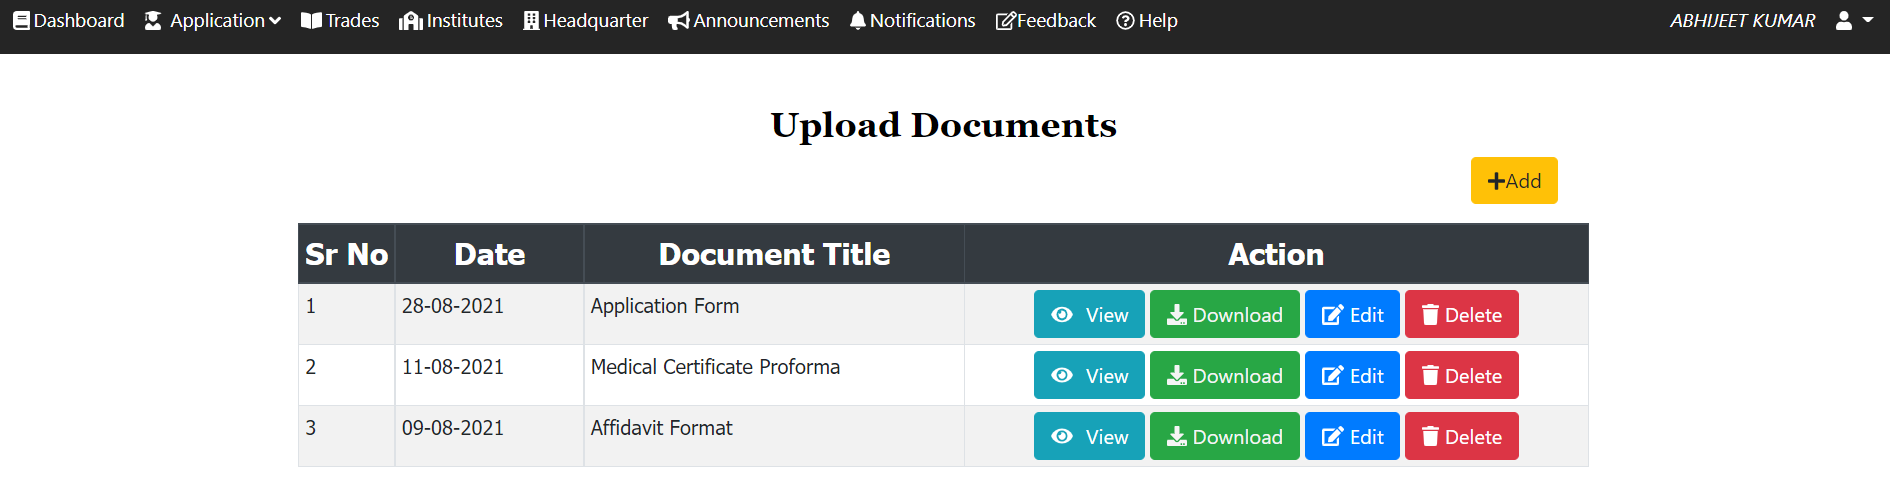 Dashboard Application Trades Institutes Headquarter Announcements Notifications Feedback Help ABHIJEET KUMAR
Upload Documents
Add
Sr No Date Document Title Action
1 28-08-2021 Application Form View Download Edit Delete
2 11-08-2021 Medical Certificate Proforma View Download Edit Delete
3 09-08-2021 Affidavit Format View Download Edit Delete